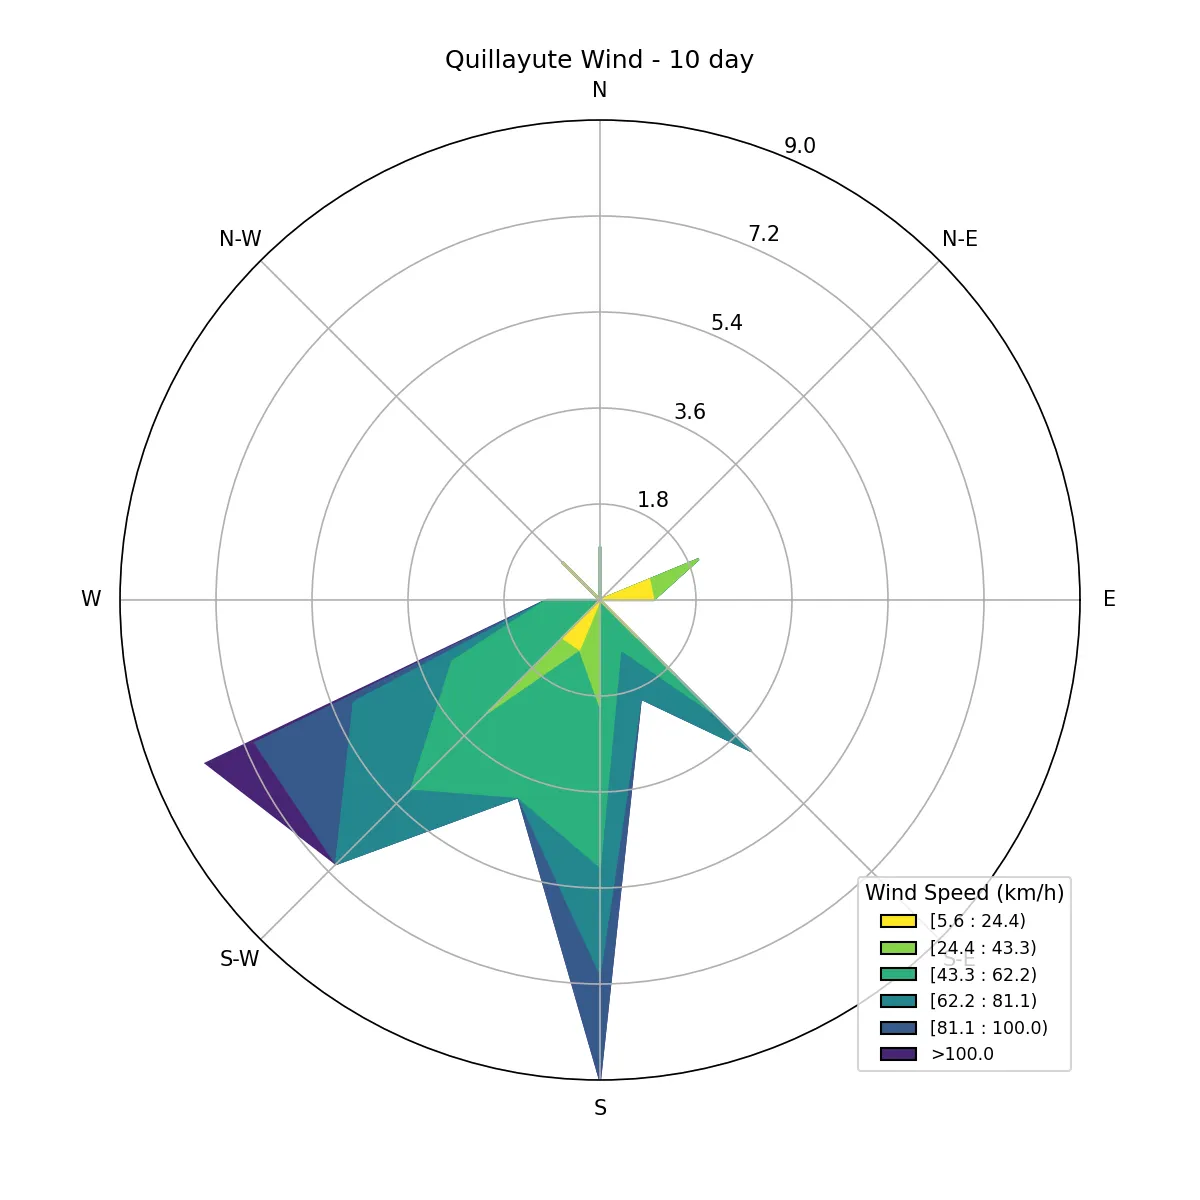 Quillayute Wind - 10 day
N
9.0
N-W
N-E
7.2
5.4
3.6
1.8
W
E
S-W
S-E
S
Wind Speed (km/h)
[5.6 : 24.4)
[24.4 : 43.3)
[43.3 : 62.2)
[62.2 : 81.1)
[81.1 : 100.0)
>100.0